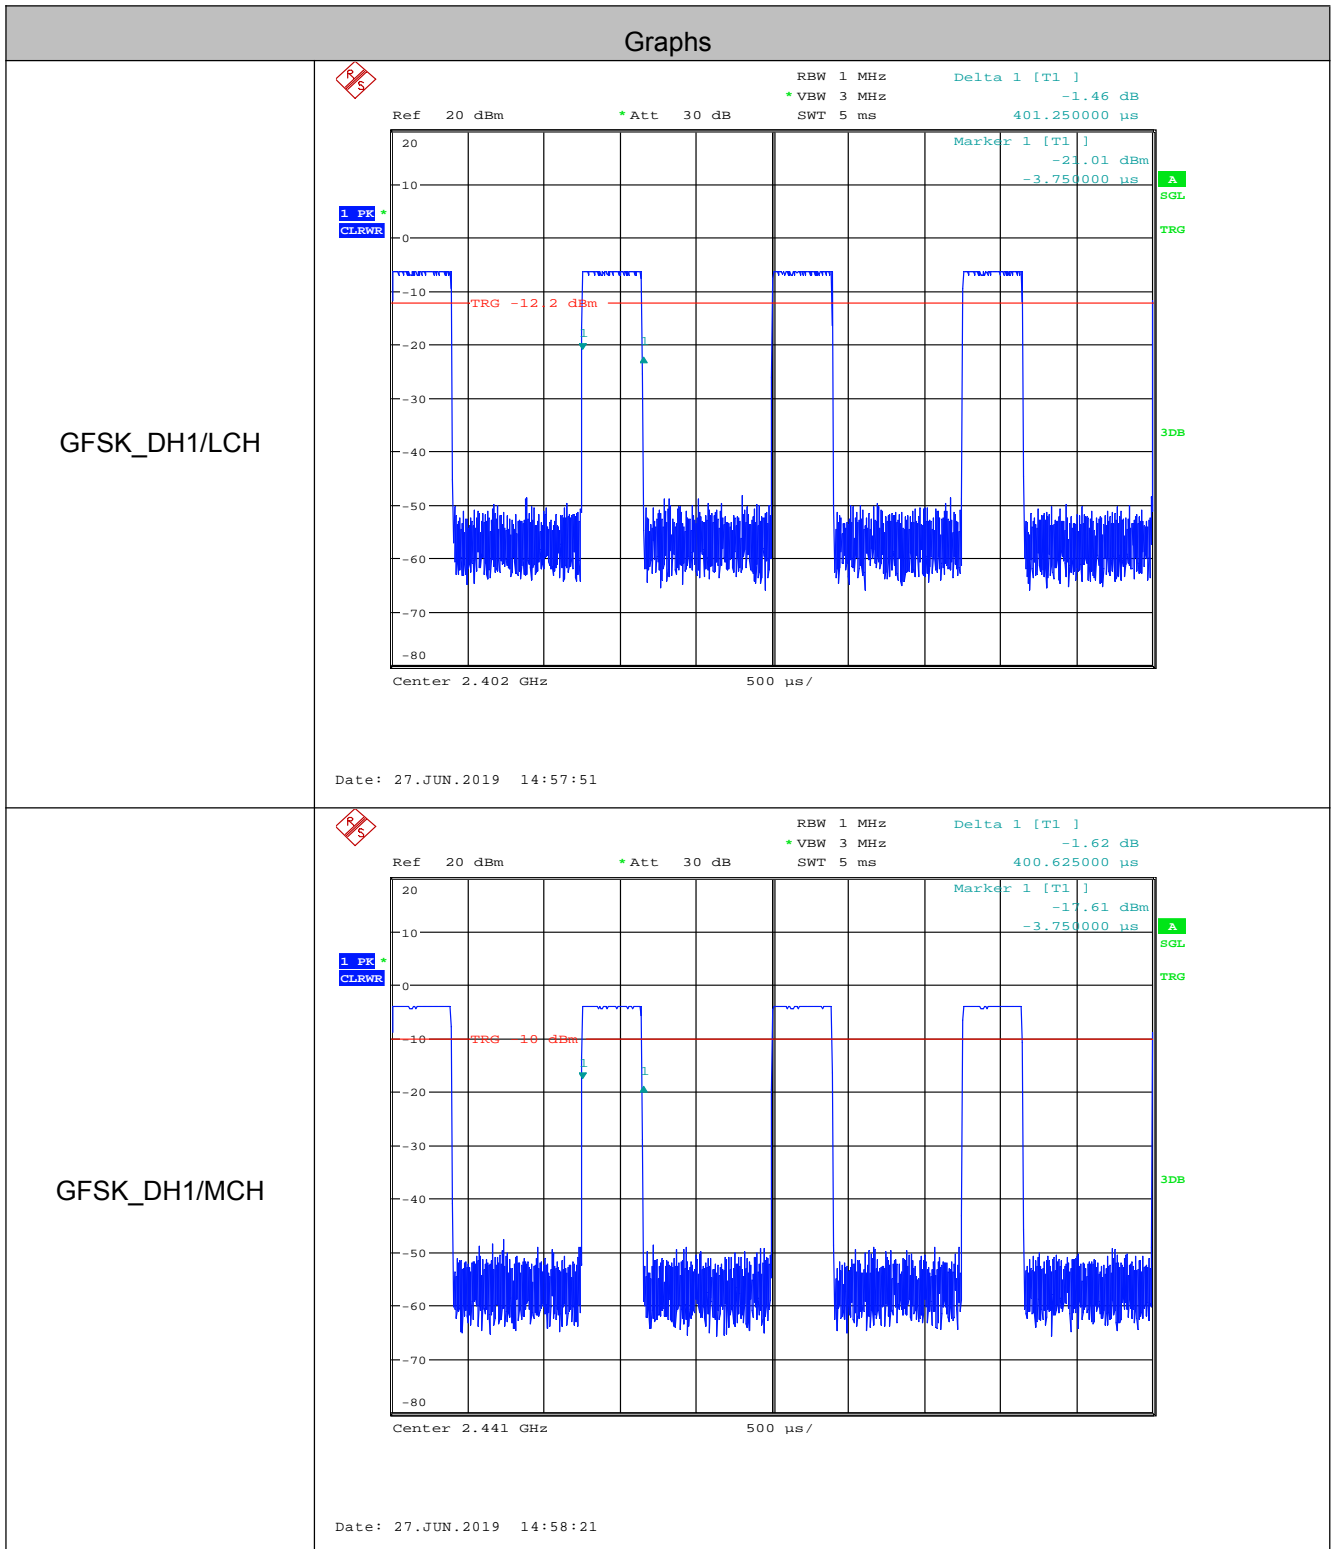 Graphs
GFSK_DH1/LCH
R S
RBW 1 MHz
Delta 1 [T1 ]
* VBW 3 MHz
-1.46 dB
Ref 20 dBm
* Att 30 dB
SWT 5 ms
401.250000 µs
20
Marker 1 [T1 ]
-21.01 dBm
-10
-3.750000 µs
A
SGL
1 PK *
CLRWR
TRG
0
-10
TRG -12.2 dBm
1
1
-20
-30
3DB
-40
-50
-60
-70
-80
Center 2.402 GHz
500 µs/
Date: 27.JUN.2019 14:57:51
GFSK_DH1/MCH
R S
RBW 1 MHz
Delta 1 [T1 ]
* VBW 3 MHz
-1.62 dB
Ref 20 dBm
* Att 30 dB
SWT 5 ms
400.625000 µs
20
Marker 1 [T1 ]
-17.61 dBm
10
-3.750000 µs
A
SGL
1 PK *
CLRWR
TRG
0
-10
TRG -10 dBm
1
1
-20
-30
3DB
-40
-50
-60
-70
-80
Center 2.441 GHz
500 µs/
Date: 27.JUN.2019 14:58:21